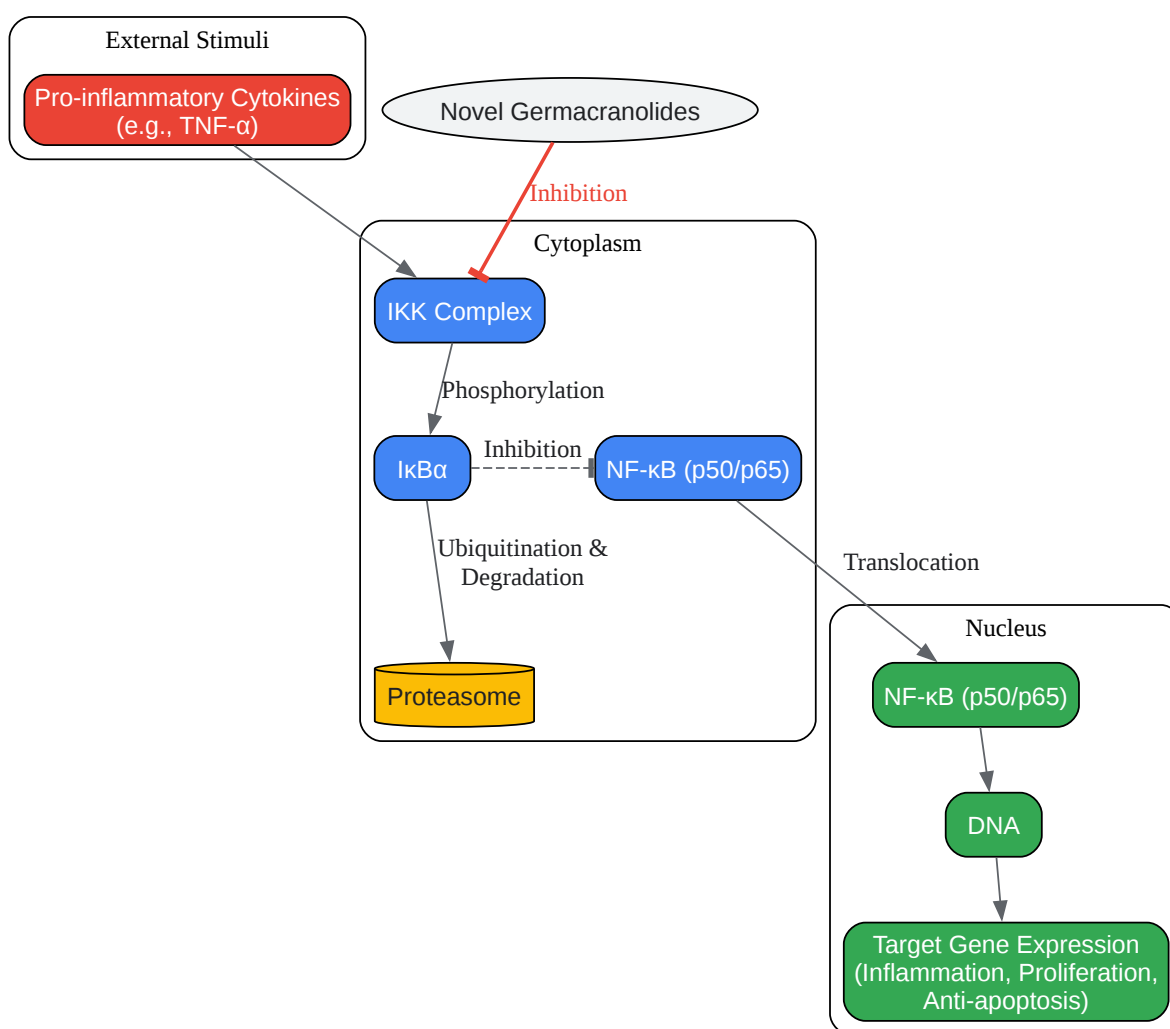 External Stimuli
Pro-inflammatory Cytokines
(e.g., TNF-α)
Novel Germacranolides
Inhibition
Cytoplasm
IKK Complex
Phosphorylation
IκBα
Inhibition
NF-κB (p50/p65)
Ubiquitination &
Degradation
Translocation
Proteasome
Nucleus
NF-κB (p50/p65)
DNA
Target Gene Expression
(Inflammation, Proliferation,
Anti-apoptosis)